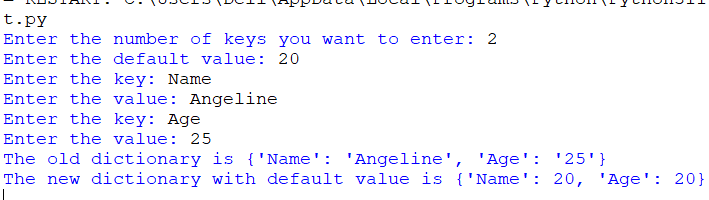 t.py
Enter the number of keys you want to enter: 2
Enter the default value: 20
Enter the key: Name
Enter the value: Angeline
Enter the key: Age
Enter the value: 25
The old dictionary is {'Name': 'Angeline', 'Age': '25'}
The new dictionary with default value is {'Name': 20, 'Age': 20}